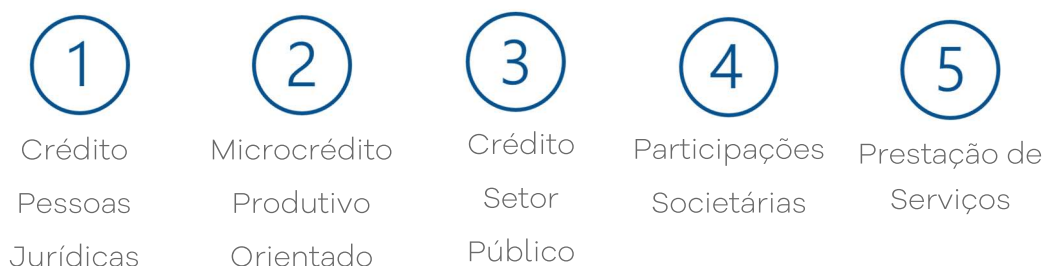 1
Crédito
Pessoas
Jurídicas
2
Microcrédito
Produtivo
Orientado
3
Crédito
Setor
Público
4
Participações
Societárias
5
Prestação de
Serviços